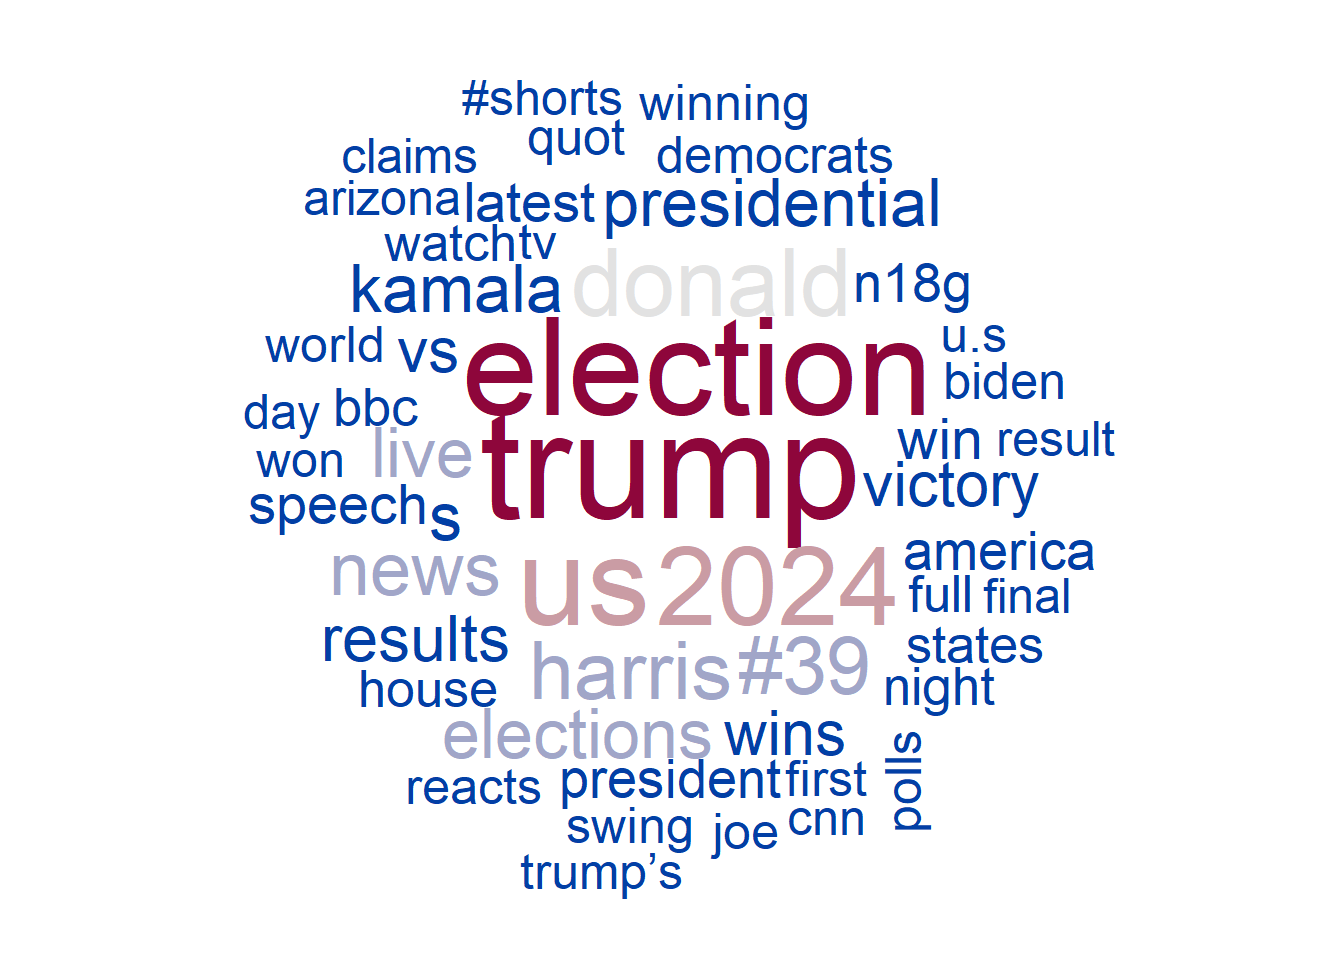 #shorts winning
quot
claims democrats
arizona latest presidential
watchtv
kamala donald n18g
world vs election u.s
biden
day bbc
won live trump win result
speech s victory
news us 2024 america
full final
results harris #39 states
house night
elections wins polls
reacts president first
swing joe cnn
trump’s